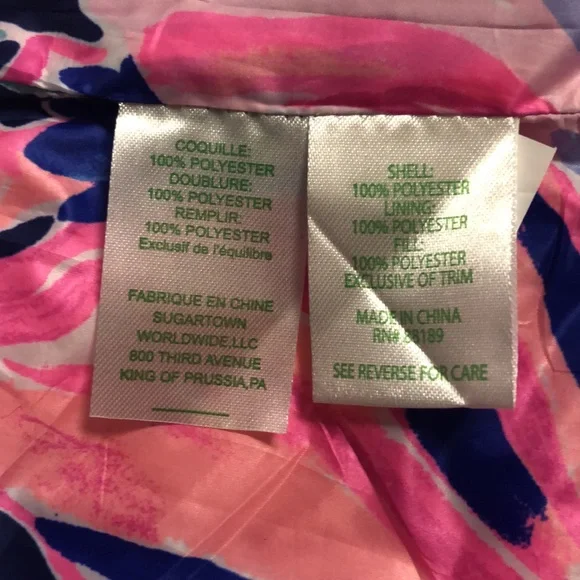 COQUILLE:
100% POLYESTER
DOUBLURE:
100% POLYESTER
REMPLIR:
100% POLYESTER
Exclusif de l'équilibre
FABRIQUE EN CHINE
SUGARTOWN
WORLDWIDE,LLC
800 THIRD AVENUE
KING OF PRUSSIA,PA
SHELL:
100% POLYESTER
LINING:
100% POLYESTER
FILL:
100% POLYESTER
EXCLUSIVE OF TRIM
MADE IN CHINA
RN#
SEE REVERSE FOR CARE